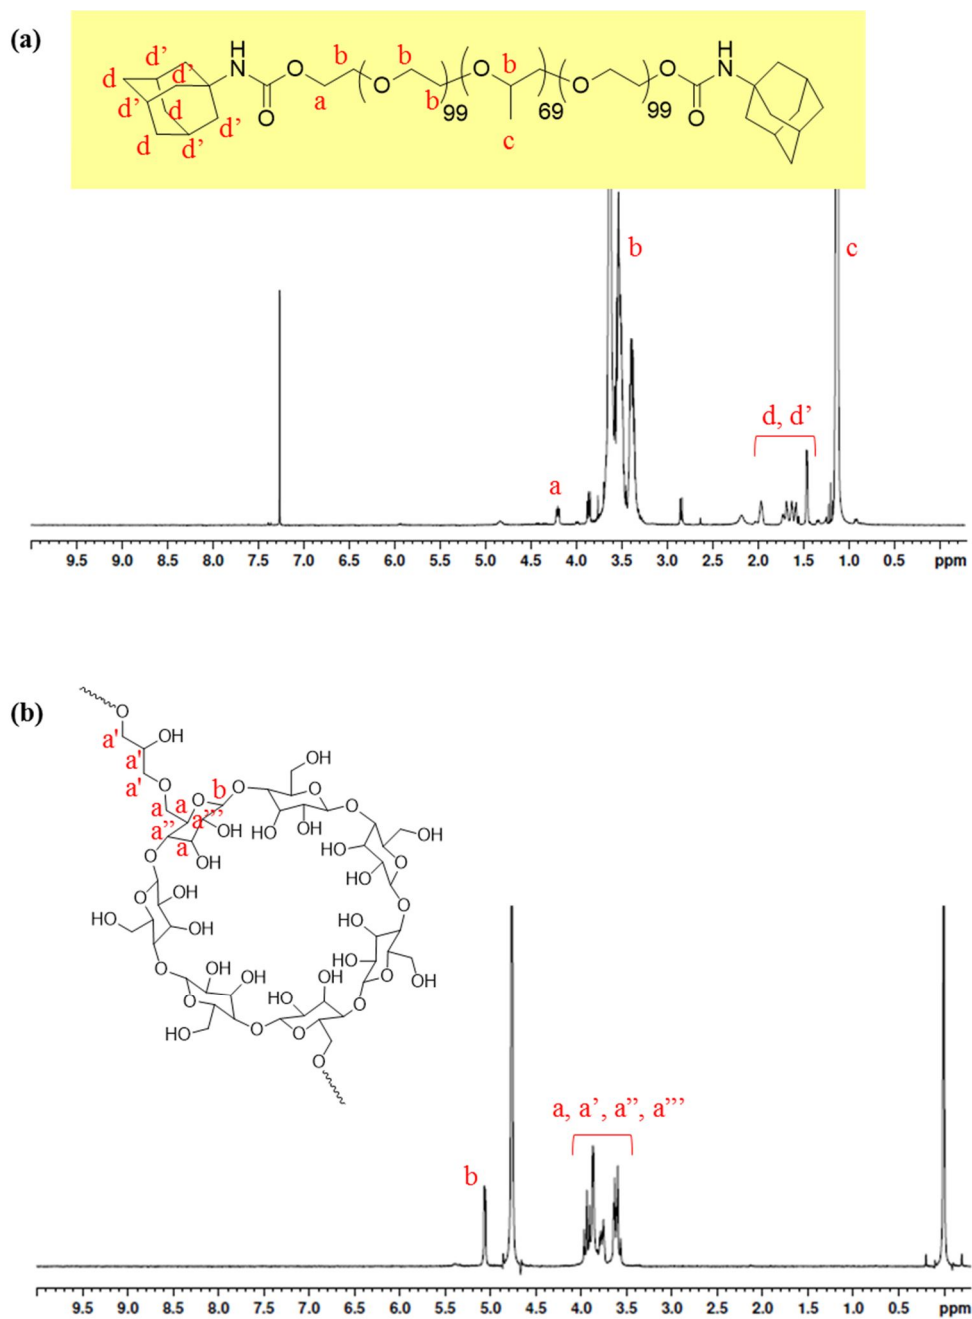 (a)
H
N
O
O
a
b
O
b
b
99
O
b
c
69
O
99
O
O
H
N
d
d’
d’
d’
d
d
d’
d’
b
c
d, d’
a
9.5 9.0 8.5 8.0 7.5 7.0 6.5 6.0 5.5 5.0 4.5 4.0 3.5 3.0 2.5 2.0 1.5 1.0 0.5 ppm
(b)
O
a'
OH
a'
a'
O
a
a
O
b
O
a”’
a”
OH
a
OH
O
OH
O
HO
OH
O
OH
HO
O
HO
O
OH
HO
O
HO
O
OH
O
HO
OH
OH
O
HO
O
OH
HO
O
O
O
OH
OH
HO
O
a, a’, a”, a”’
b
9.5 9.0 8.5 8.0 7.5 7.0 6.5 6.0 5.5 5.0 4.5 4.0 3.5 3.0 2.5 2.0 1.5 1.0 0.5 ppm